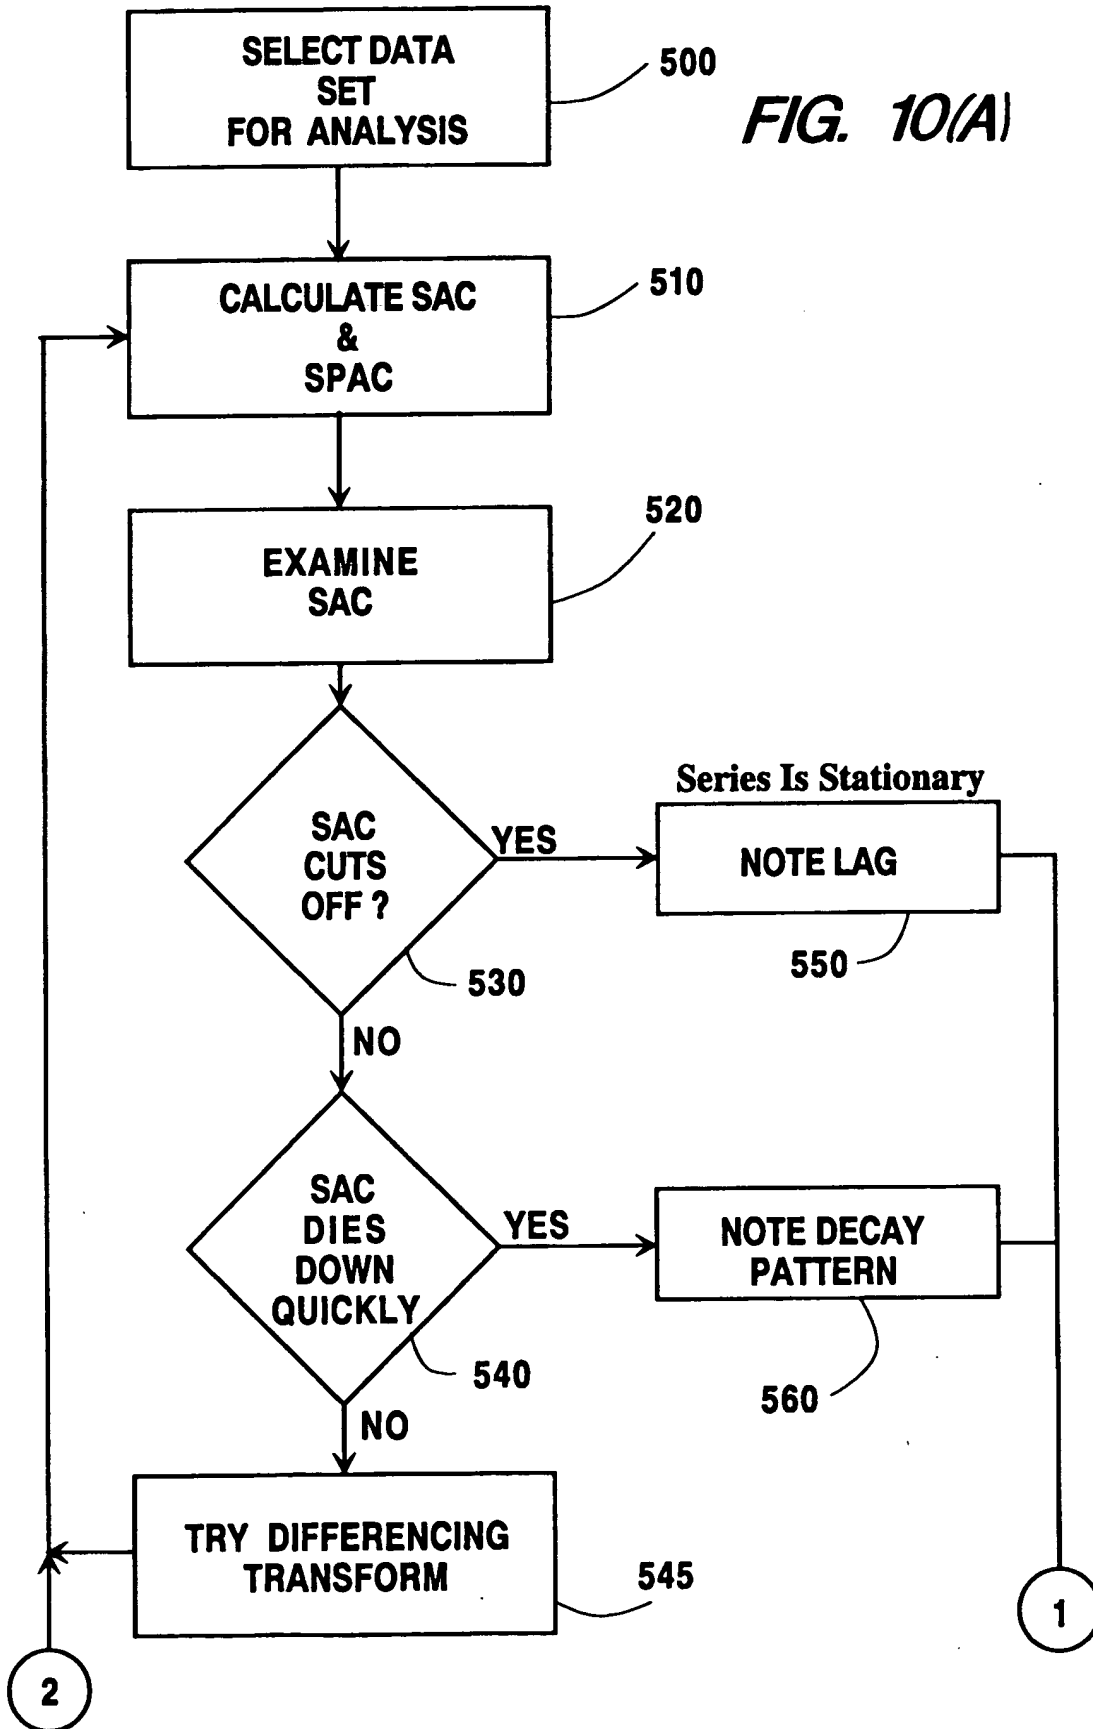 SELECT DATA
SET
FOR ANALYSIS
500
FIG. 10(A)
CALCULATE SAC
&
SPAC
510
EXAMINE
SAC
520
SAC
CUTS
OFF ?
530
YES
Series Is Stationary
NOTE LAG
550
NO
SAC
DIES
DOWN
QUICKLY
540
YES
NOTE DECAY
PATTERN
560
NO
TRY DIFFERENCING
TRANSFORM
545
1
2